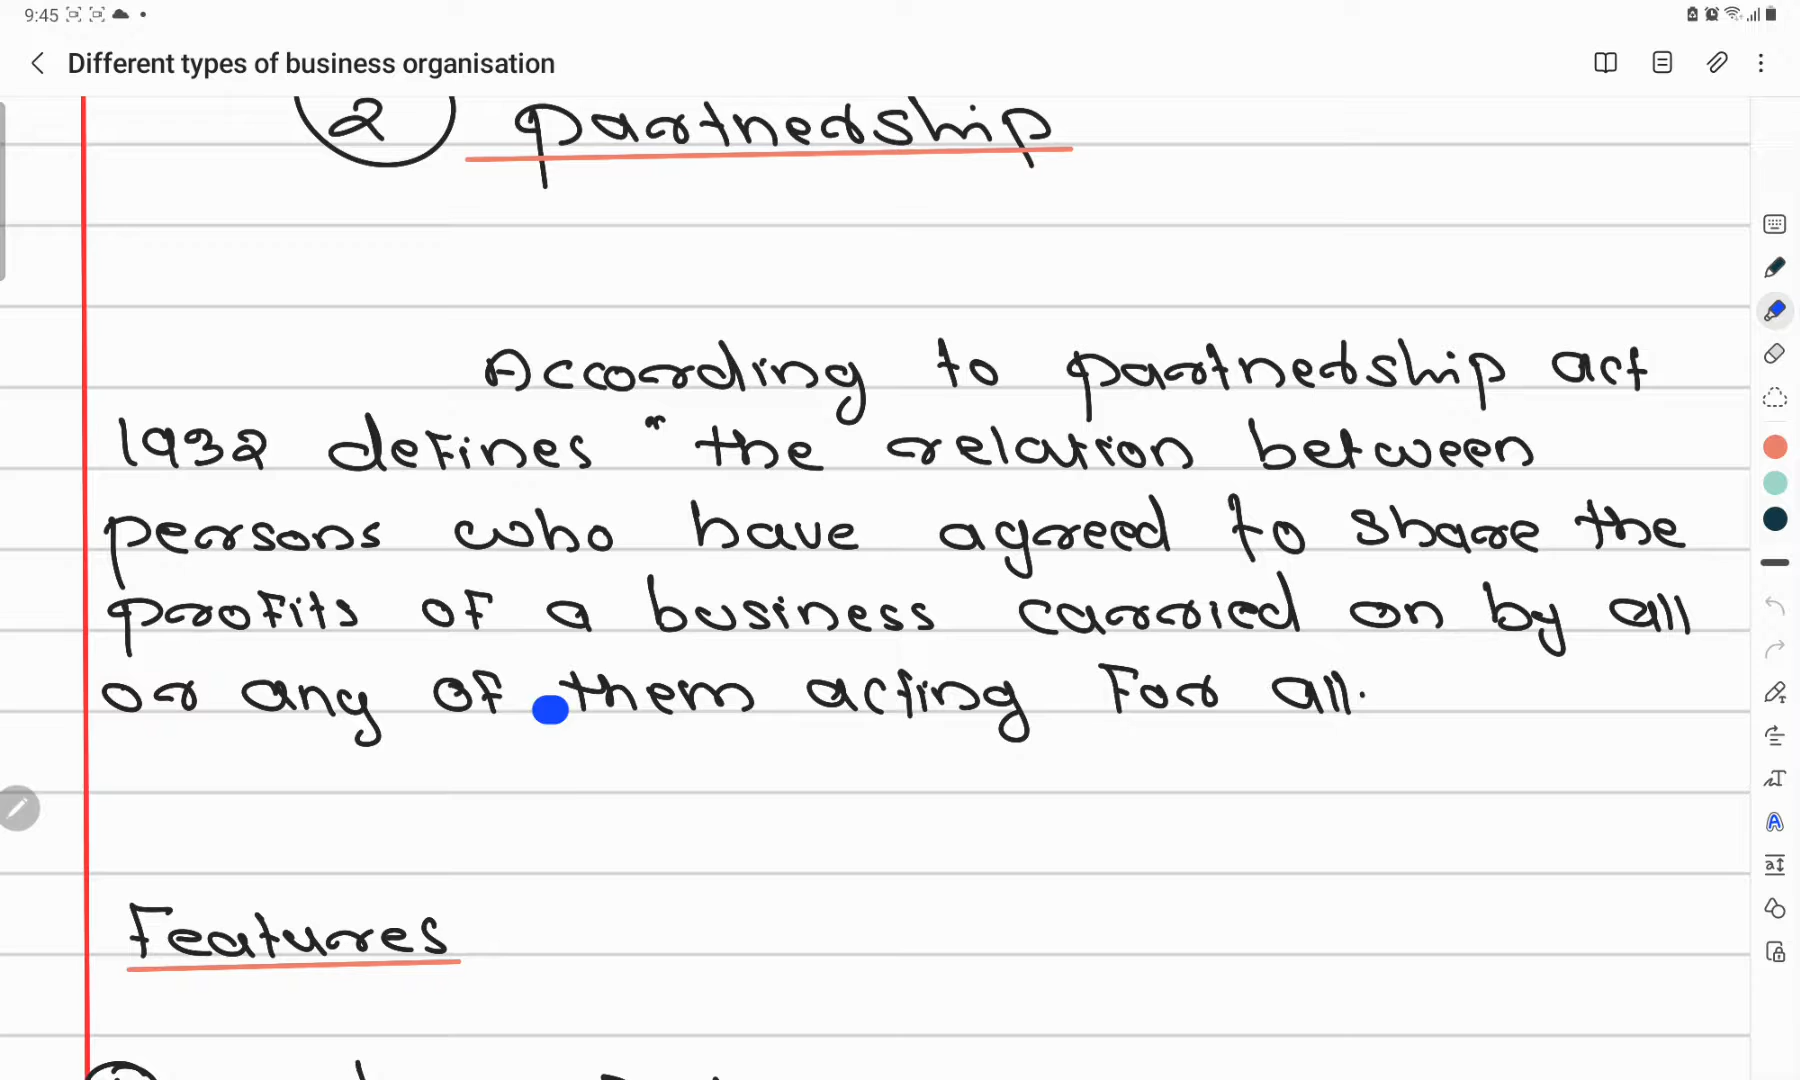 9:45
Different types of business organisation
2 partnership
According to partnership act
1932 defines " the relation between
persons who have agreed to share the
profits of a business carried on by all
or any of them acting For all.
Features